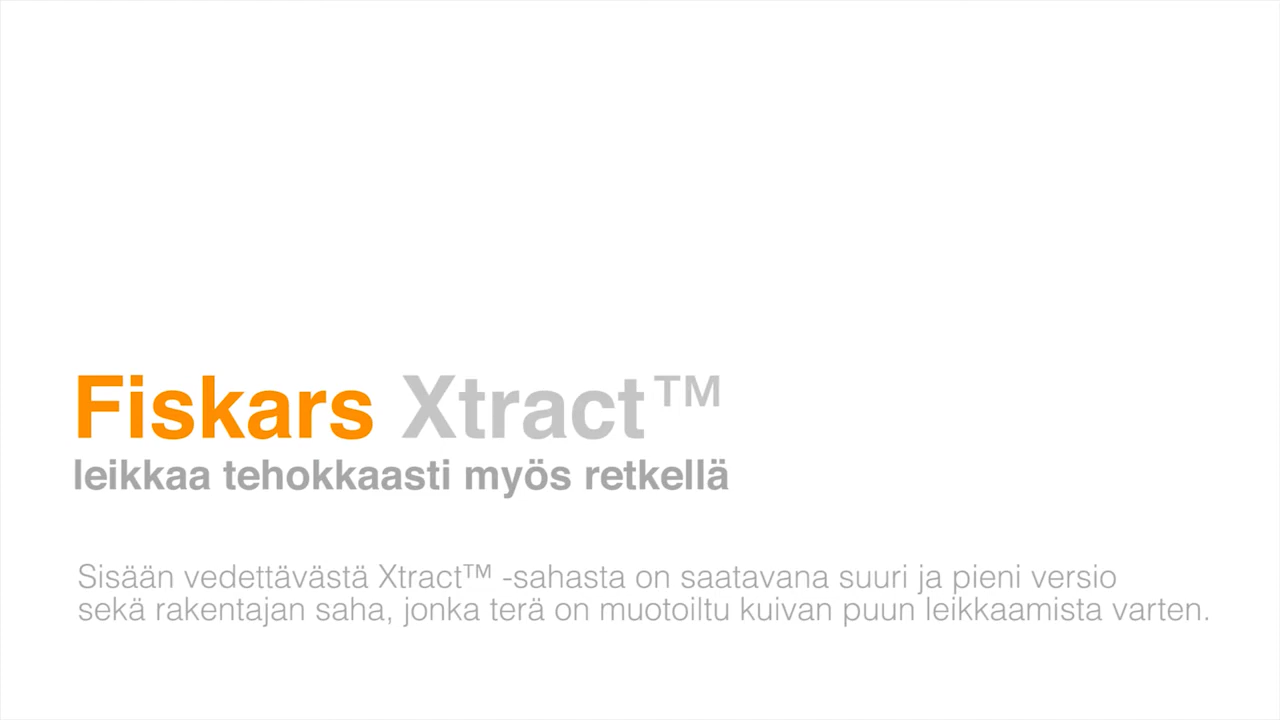 Fiskars Xtract™
leikkaa tehokkaasti myös retkellä
Sisään vedettävästä Xtract™ -sahasta on saatavana suuri ja pieni versio
sekä rakentajan saha, jonka terä on muotoiltu kuivan puun leikkaamista varten.